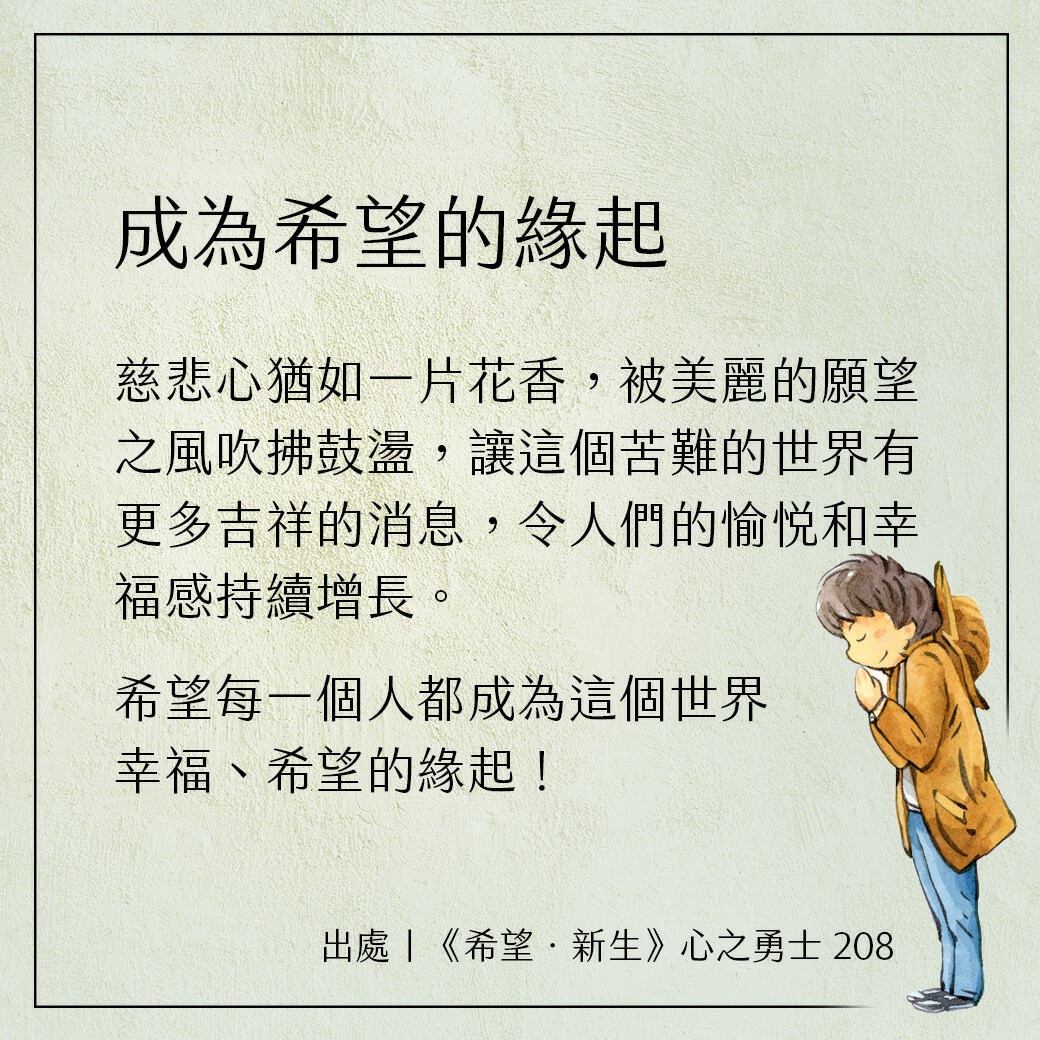 成為希望的緣起
慈悲心猶如一片花香，被美麗的願望
之風吹拂鼓盪，讓這個苦難的世界有
更多吉祥的消息，令人們的愉悅和幸
福感持續增長。
希望每一個人都成為這個世界
幸福、希望的緣起！
出處｜《希望．新生》心之勇士 208